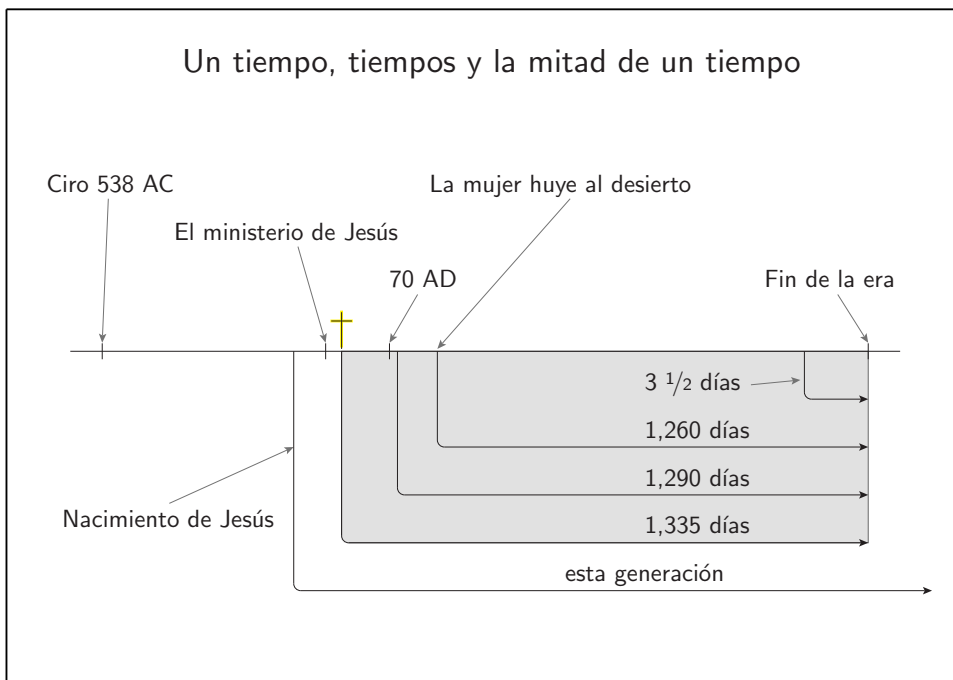 Un tiempo, tiempos y la mitad de un tiempo
Ciro 538 AC
La mujer huye al desierto
El ministerio de Jesús
70 AD
Fin de la era
3 1/2 días
1,260 días
1,290 días
Nacimiento de Jesús
1,335 días
esta generación